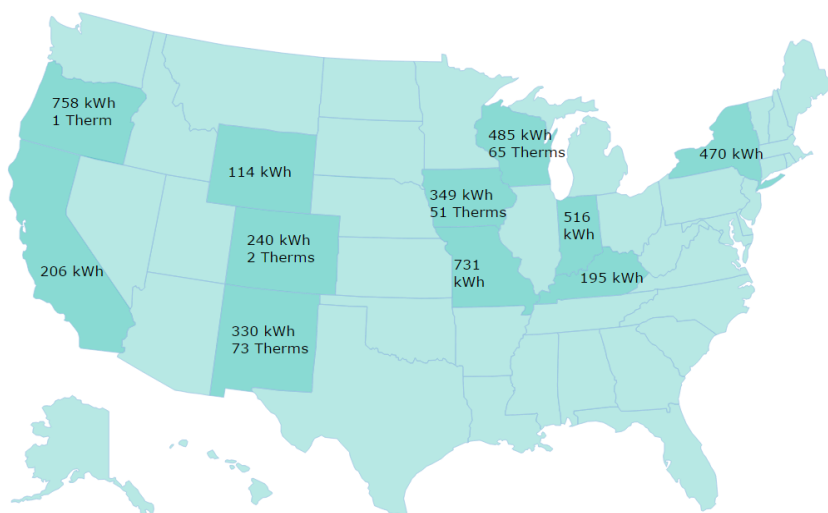 758 kWh
1 Therm
485 kWh
65 Therms
470 kWh
114 kWh
349 kWh
51 Therms
516
kWh
240 kWh
2 Therms
206 kWh
731
kWh
195 kWh
330 kWh
73 Therms